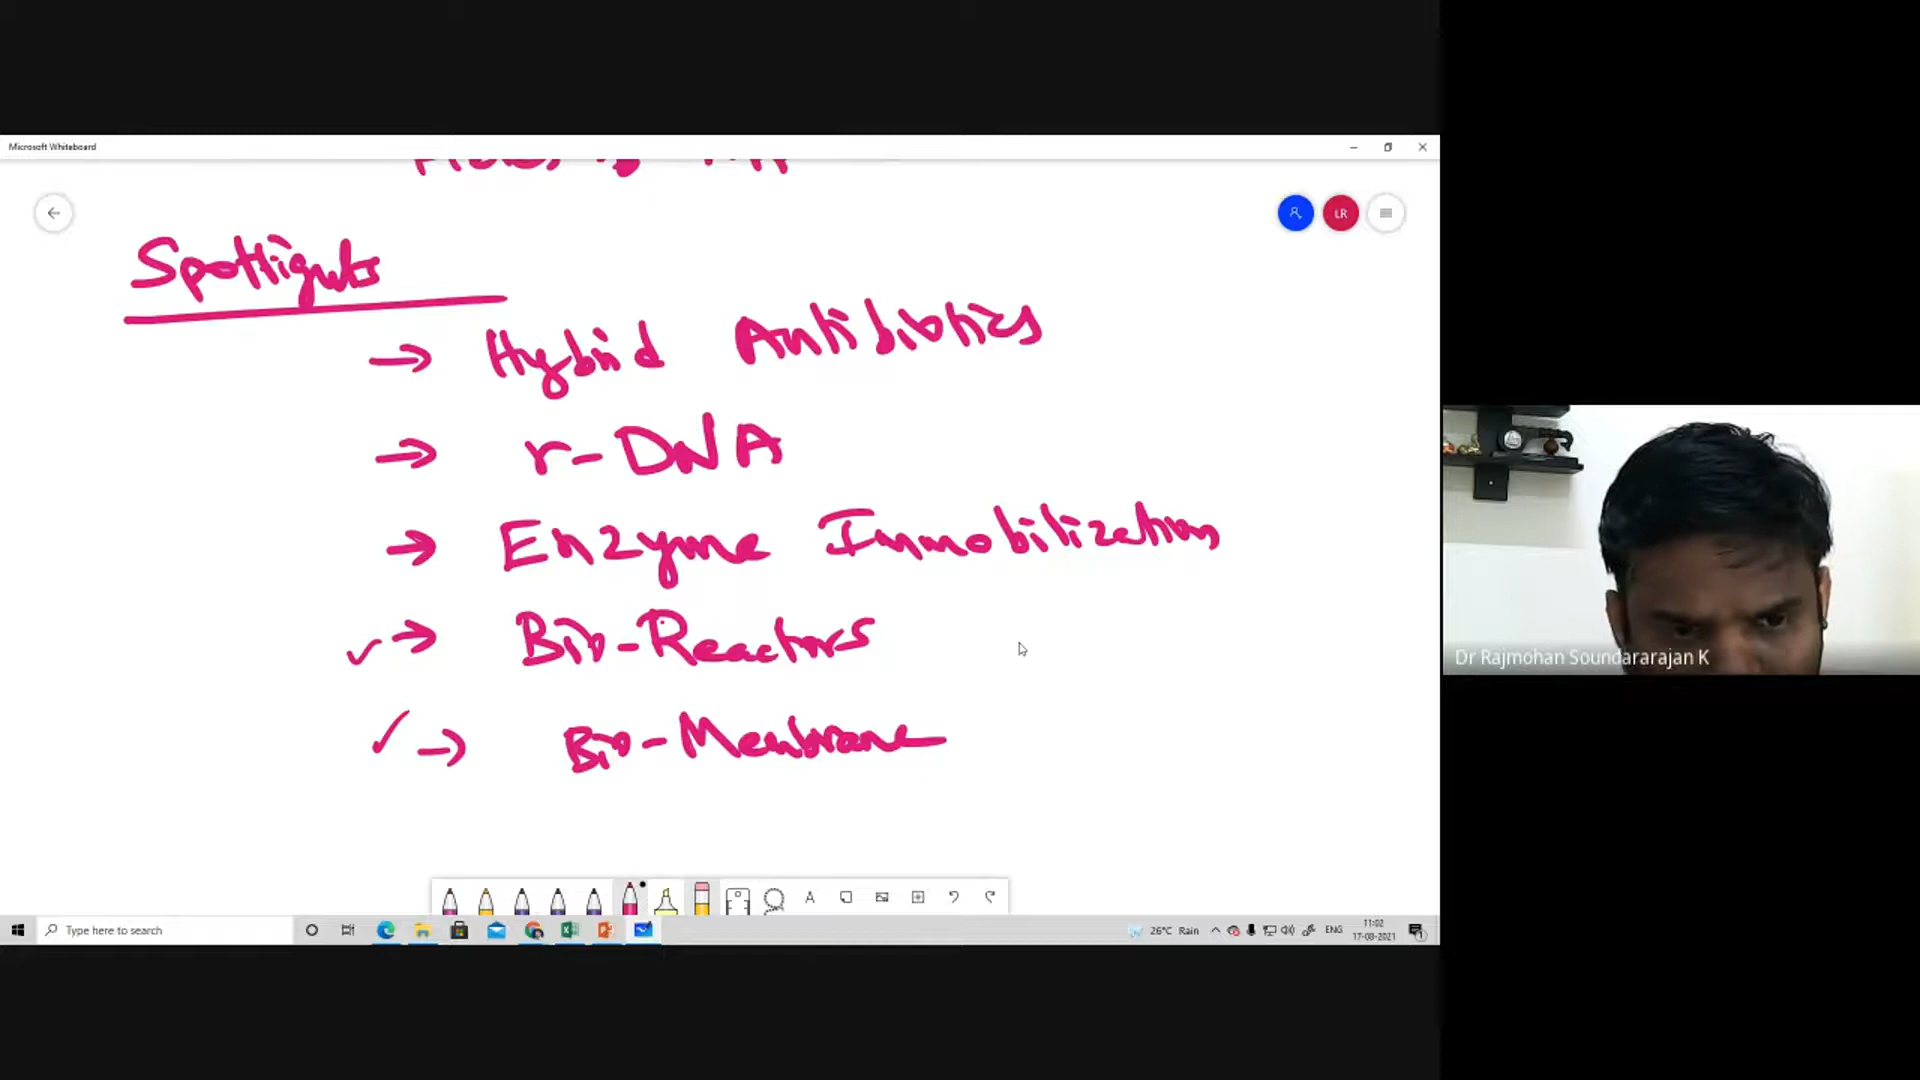 Microsoft Whiteboard
Spotlights
LR
→ Hybrid Antibiotics
→ r-DNA
→ Enzyme Immobilization
✓→ Bio-Reactors
✓→ Bio-Membrane
Dr Rajmohan Soundararajan K
A
Type here to search
26°C Rain
ENG
11:02
17-08-2021